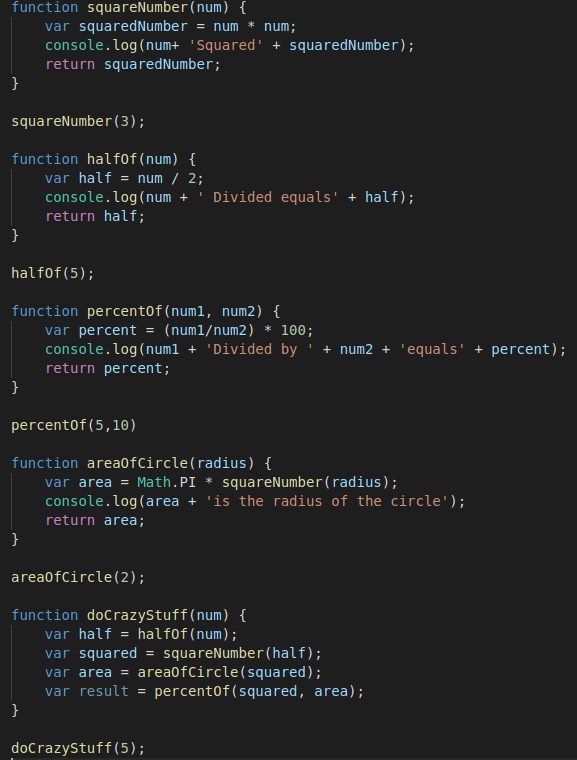 function squareNumber(num) {
    var squaredNumber = num * num;
    console.log(num+ 'Squared' + squaredNumber);
    return squaredNumber;
}

squareNumber(3);

function halfOf(num) {
    var half = num / 2;
    console.log(num + ' Divided equals' + half);
    return half;
}

halfOf(5);

function percentOf(num1, num2) {
    var percent = (num1/num2) * 100;
    console.log(num1 + 'Divided by ' + num2 + 'equals' + percent);
    return percent;
}

percentOf(5,10)

function areaOfCircle(radius) {
    var area = Math.PI * squareNumber(radius);
    console.log(area + 'is the radius of the circle');
    return area;
}

areaOfCircle(2);

function doCrazyStuff(num) {
    var half = halfOf(num);
    var squared = squareNumber(half);
    var area = areaOfCircle(squared);
    var result = percentOf(squared, area);
}

doCrazyStuff(5);